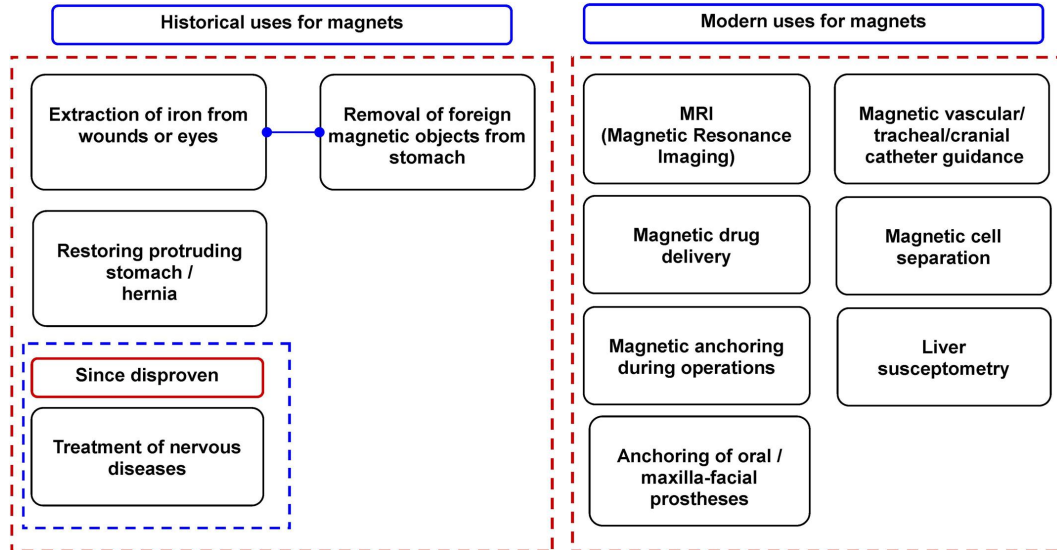 Historical uses for magnets
Modern uses for magnets
Extraction of iron from
wounds or eyes
Removal of foreign
magnetic objects from
stomach
Restoring protruding
stomach /
hernia
Since disproven
Treatment of nervous
diseases
MRI
(Magnetic Resonance
Imaging)
Magnetic vascular/
tracheal/cranial
catheter guidance
Magnetic drug
delivery
Magnetic cell
separation
Magnetic anchoring
during operations
Liver
susceptometry
Anchoring of oral /
maxilla-facial
prostheses